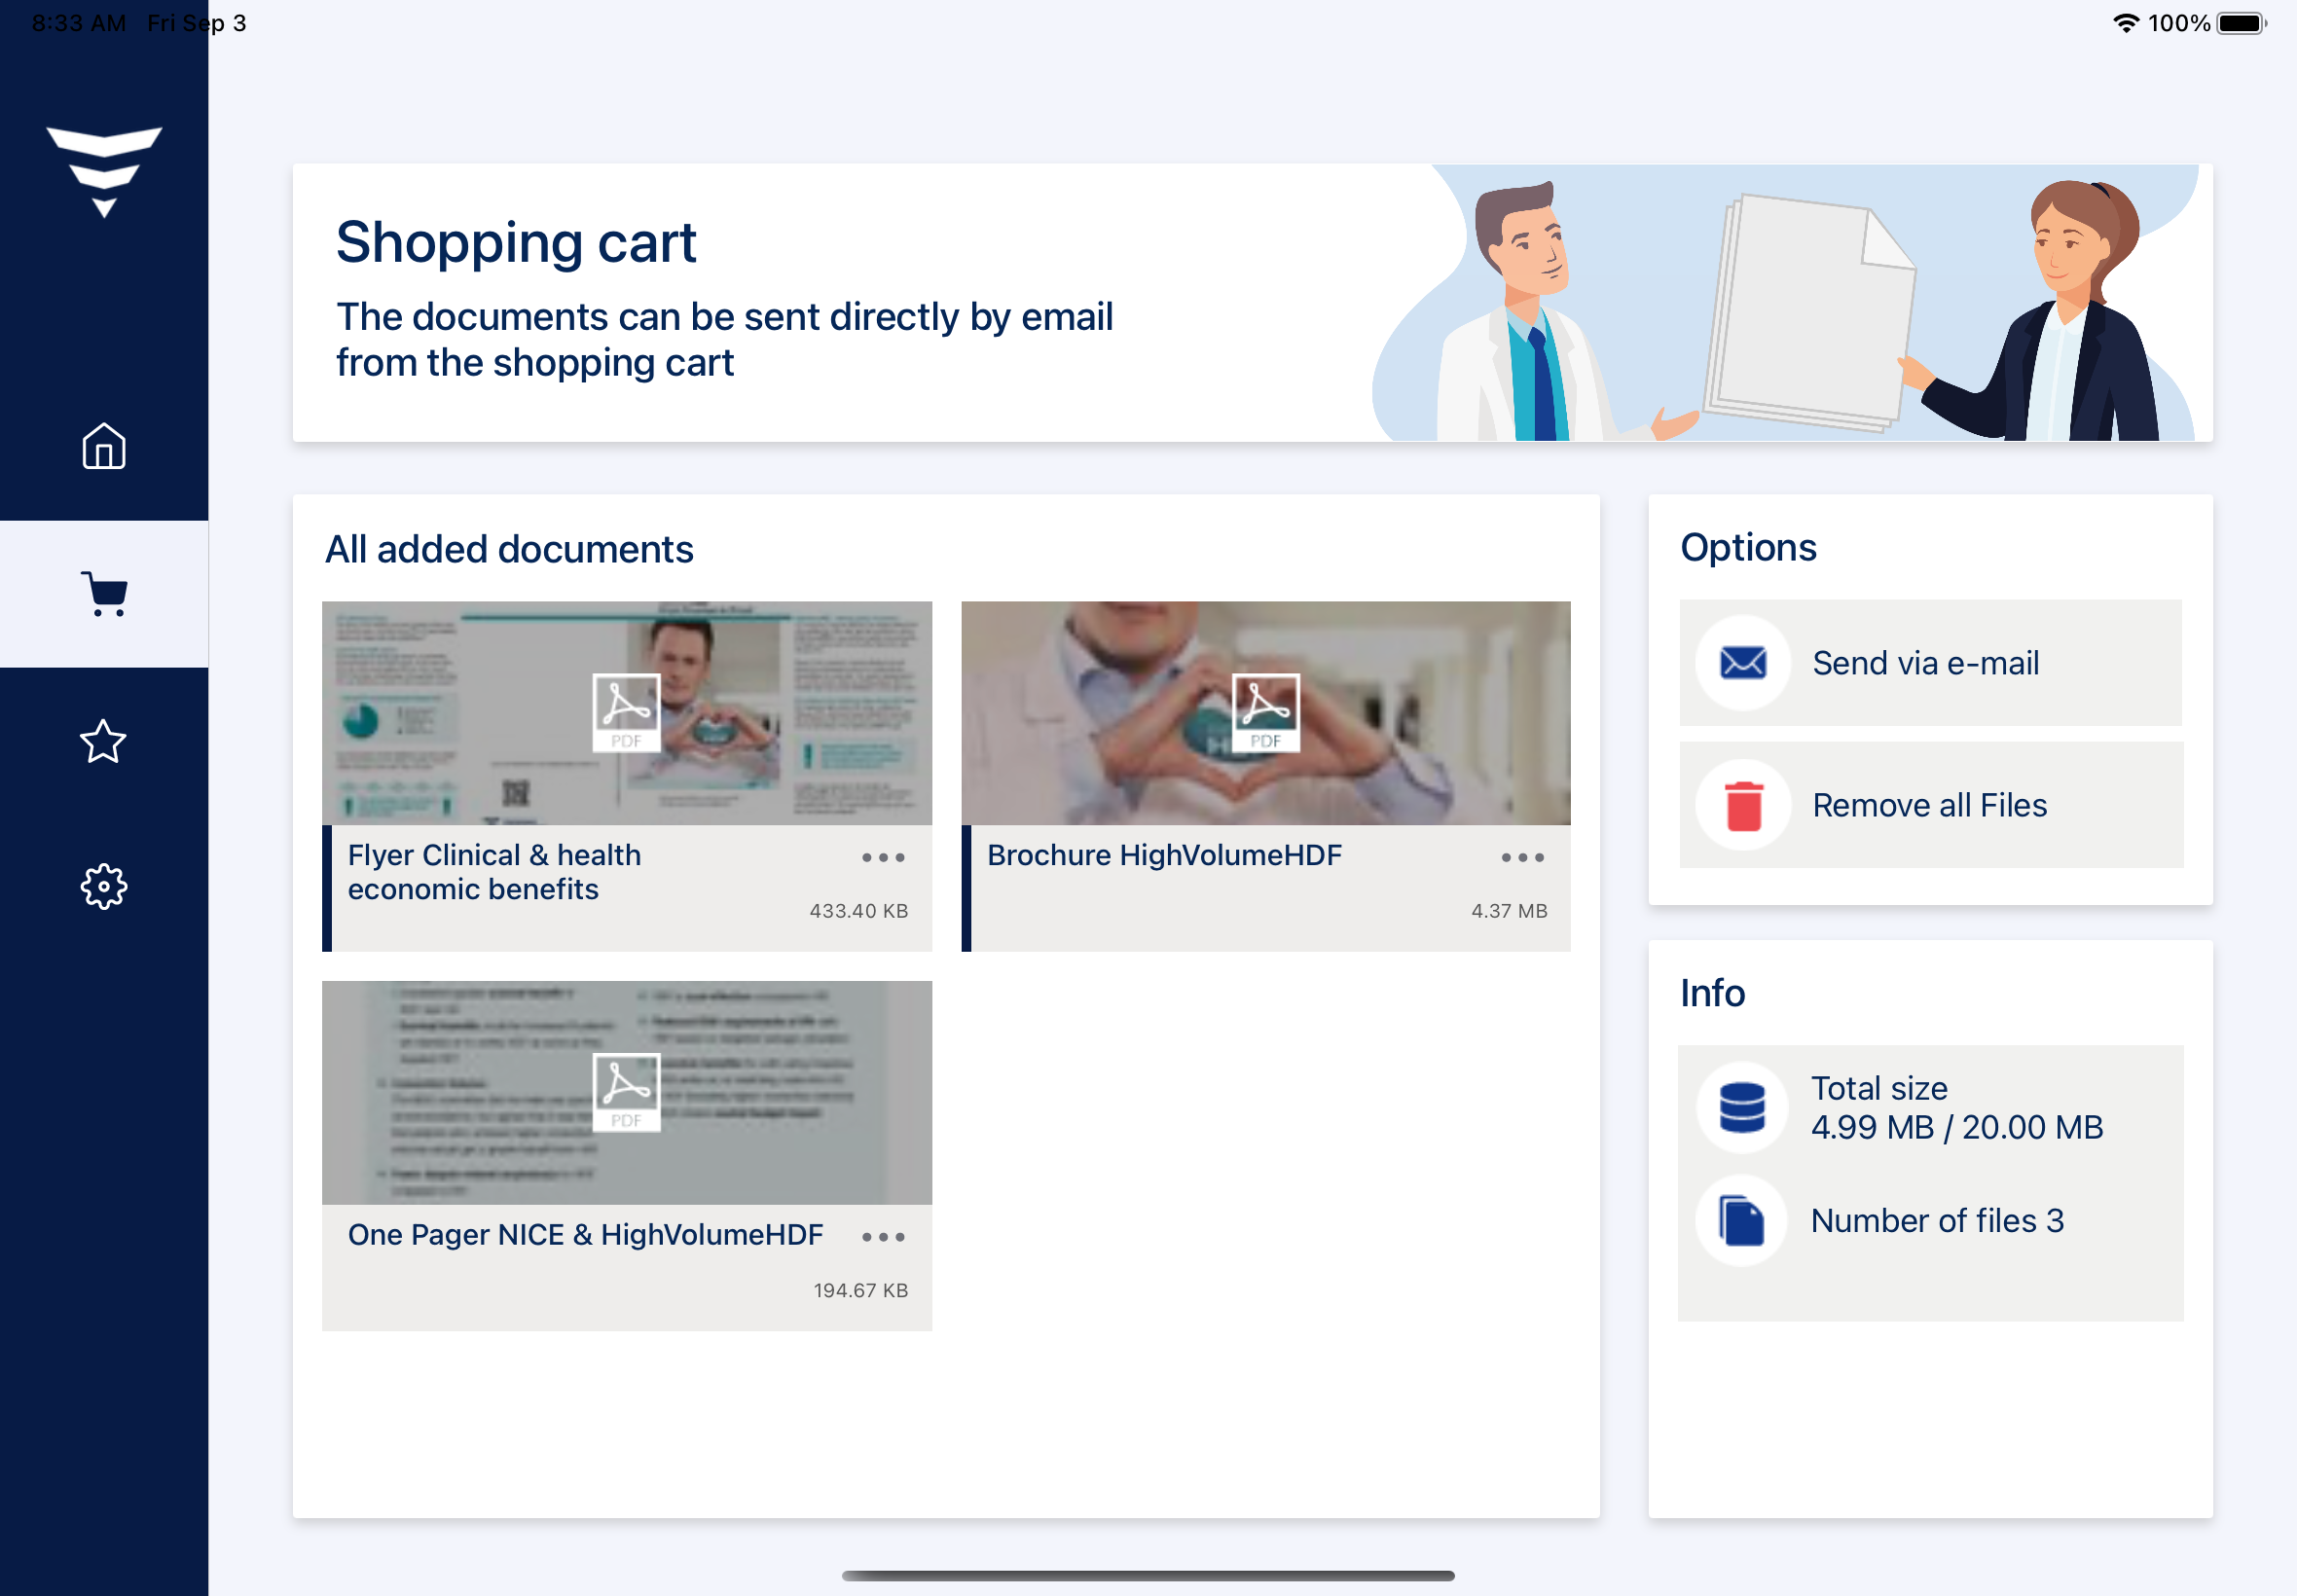 8:33 AM Fri Sep 3
100%
Shopping cart
The documents can be sent directly by email
from the shopping cart
All added documents
PDF
Flyer Clinical & health
economic benefits
433.40 KB
PDF
Brochure HighVolumeHDF
4.37 MB
PDF
One Pager NICE & HighVolumeHDF
194.67 KB
Options
Send via e-mail
Remove all Files
Info
Total size
4.99 MB / 20.00 MB
Number of files 3